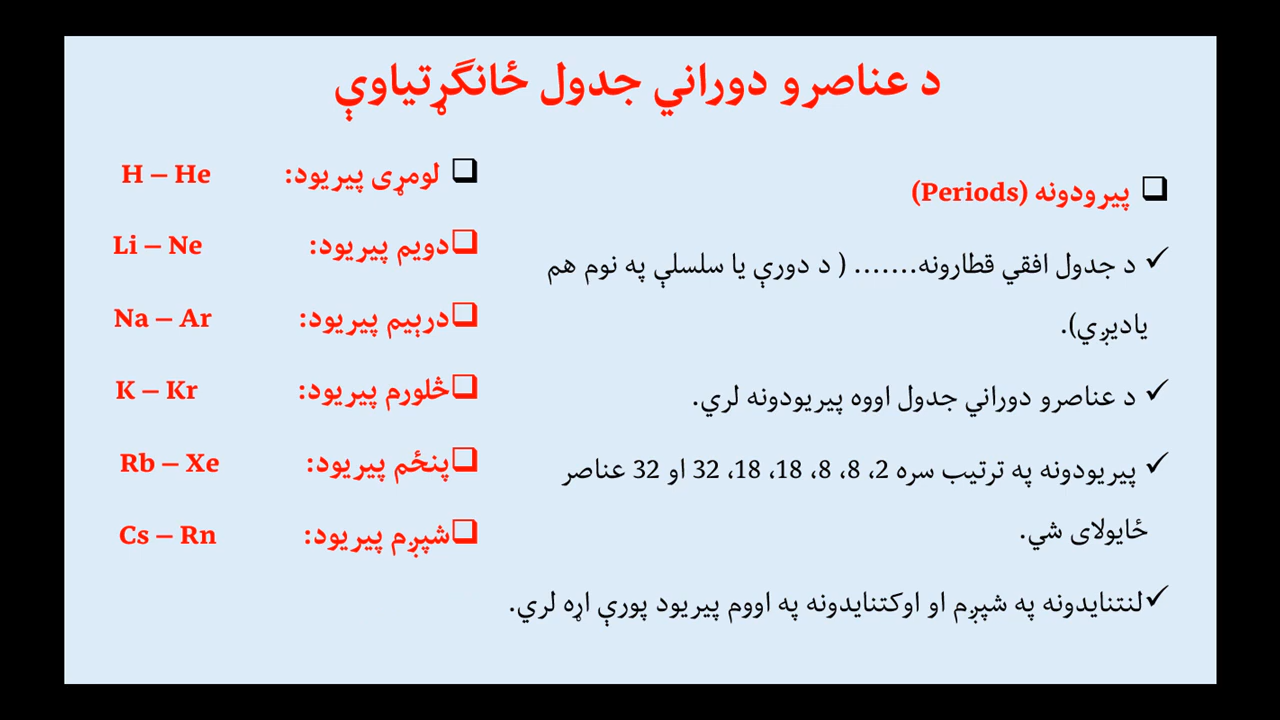 د عناصرو دوراني جدول ځانګړتیاوې
پیرودونه (Periods)
د جدول افقي قطارونه....... ( د دورې یا سلسلې په نوم هم
یادیږي).
د عناصرو دوراني جدول اووه پیریودونه لري.
پیریودونه په ترتیب سره 2، 8، 8، 18، 18، 32 او 32 عناصر
ځایولای شي.
لنتنایدونه په شپږم او اوکتنایدونه په اووم پیریود پورې اړه لري.
لومړی پیریود: H – He
دویم پیریود: Li – Ne
درېیم پیریود: Na – Ar
څلورم پیریود: K – Kr
پنځم پیریود: Rb – Xe
شپږم پیریود: Cs – Rn